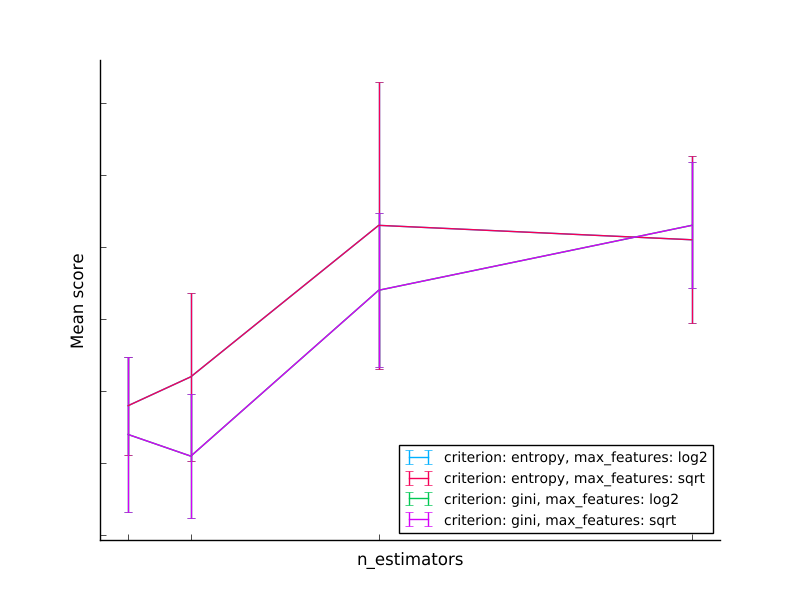 Mean score
criterion: entropy, max_features: log2
criterion: entropy, max_features: sqrt
criterion: gini, max_features: log2
criterion: gini, max_features: sqrt
n_estimators